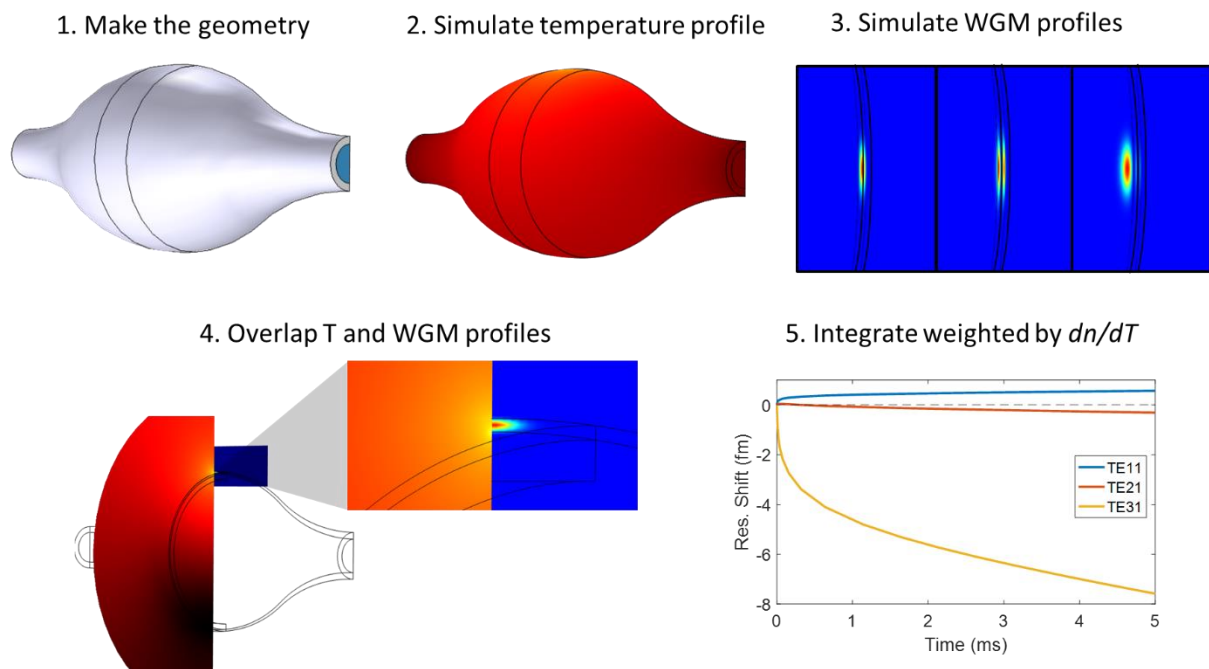 1. Make the geometry
2. Simulate temperature profile
3. Simulate WGM profiles
4. Overlap T and WGM profiles
5. Integrate weighted by dn/dT
Res. Shift (fm)
0
-2
-4
-6
-8
TE11
TE21
TE31
0 1 2 3 4 5
Time (ms)